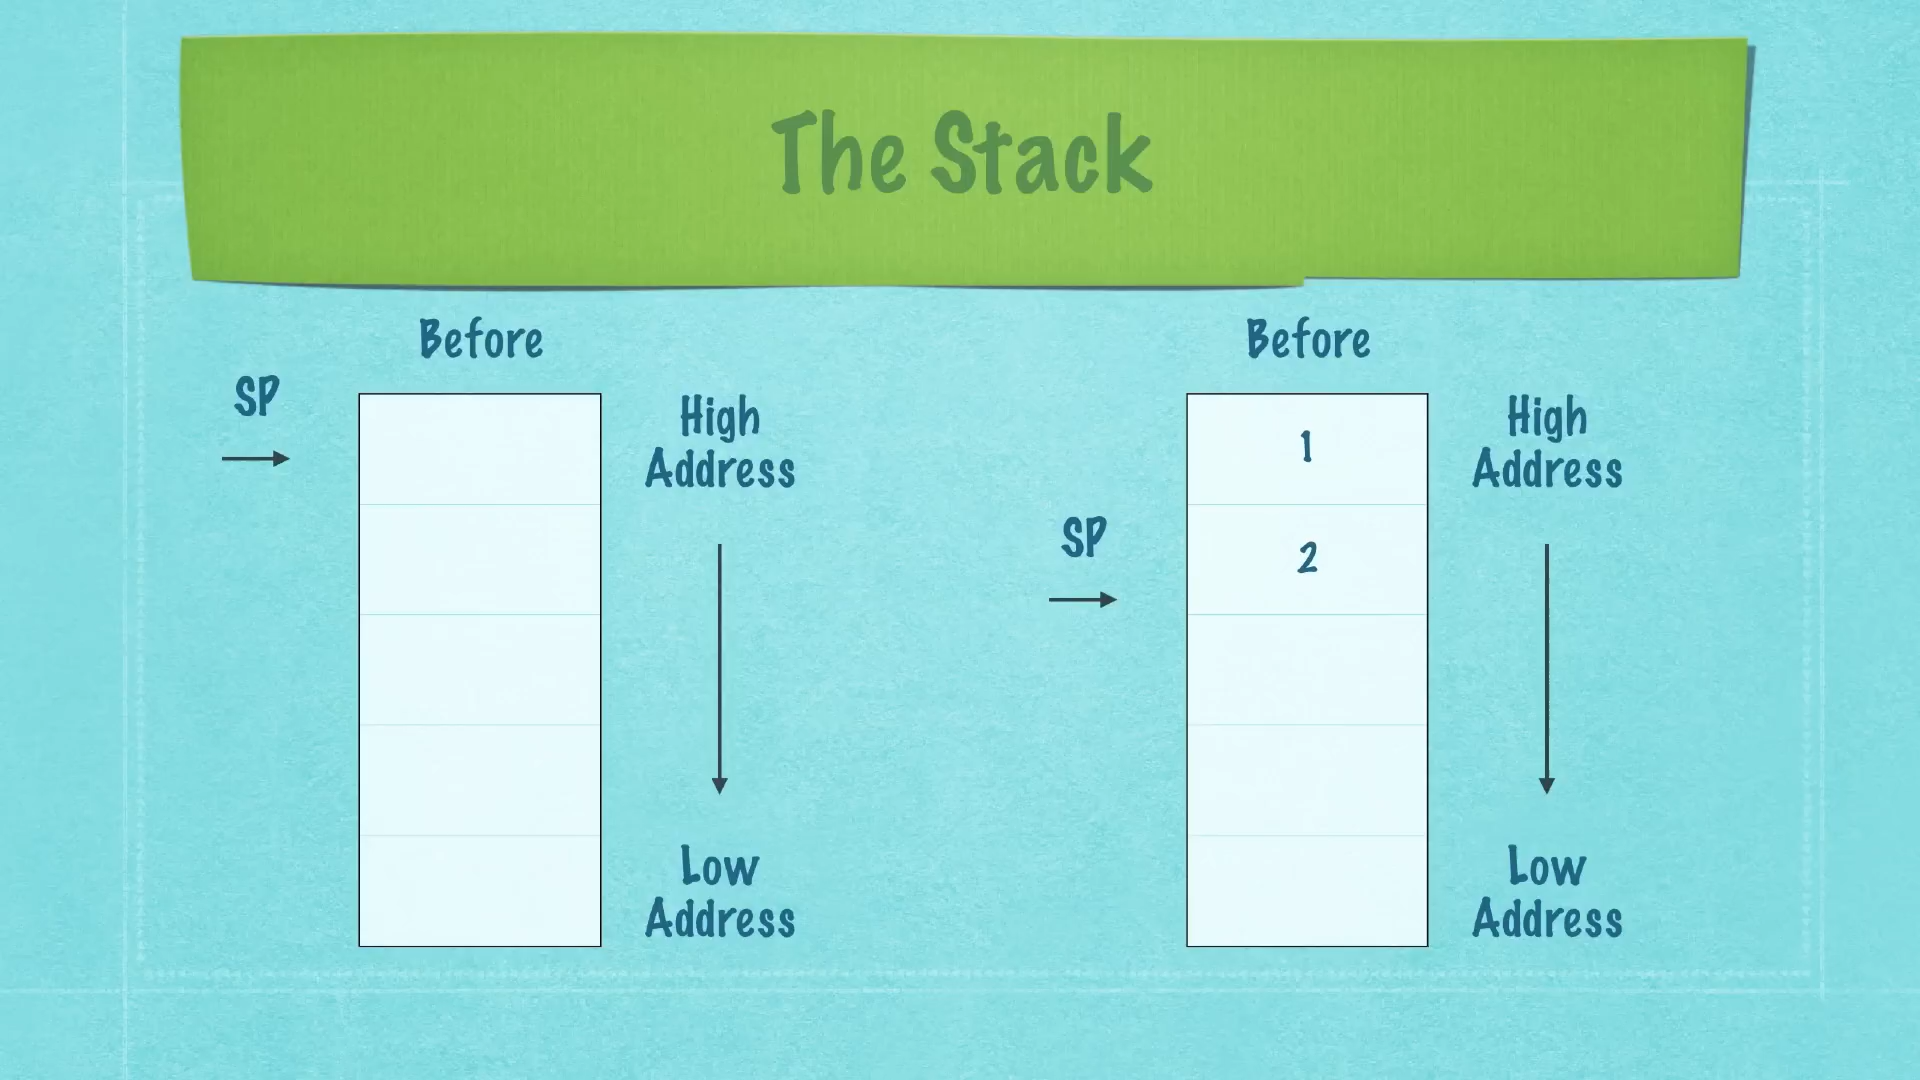 The Stack
Before
SP
High
Address
Low
Address
Before
1
2
SP
High
Address
Low
Address